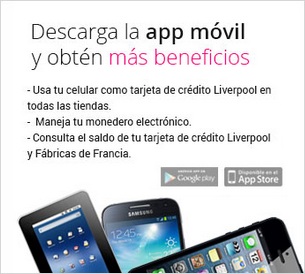 Descarga la app móvil
y obtén más beneficios
- Usa tu celular como tarjeta de crédito Liverpool en
todas las tiendas.
- Maneja tu monedero electrónico.
- Consulta el saldo de tu tarjeta de crédito Liverpool
y Fábricas de Francia.
Google play
Disponible en el
App Store
SAMSUNG